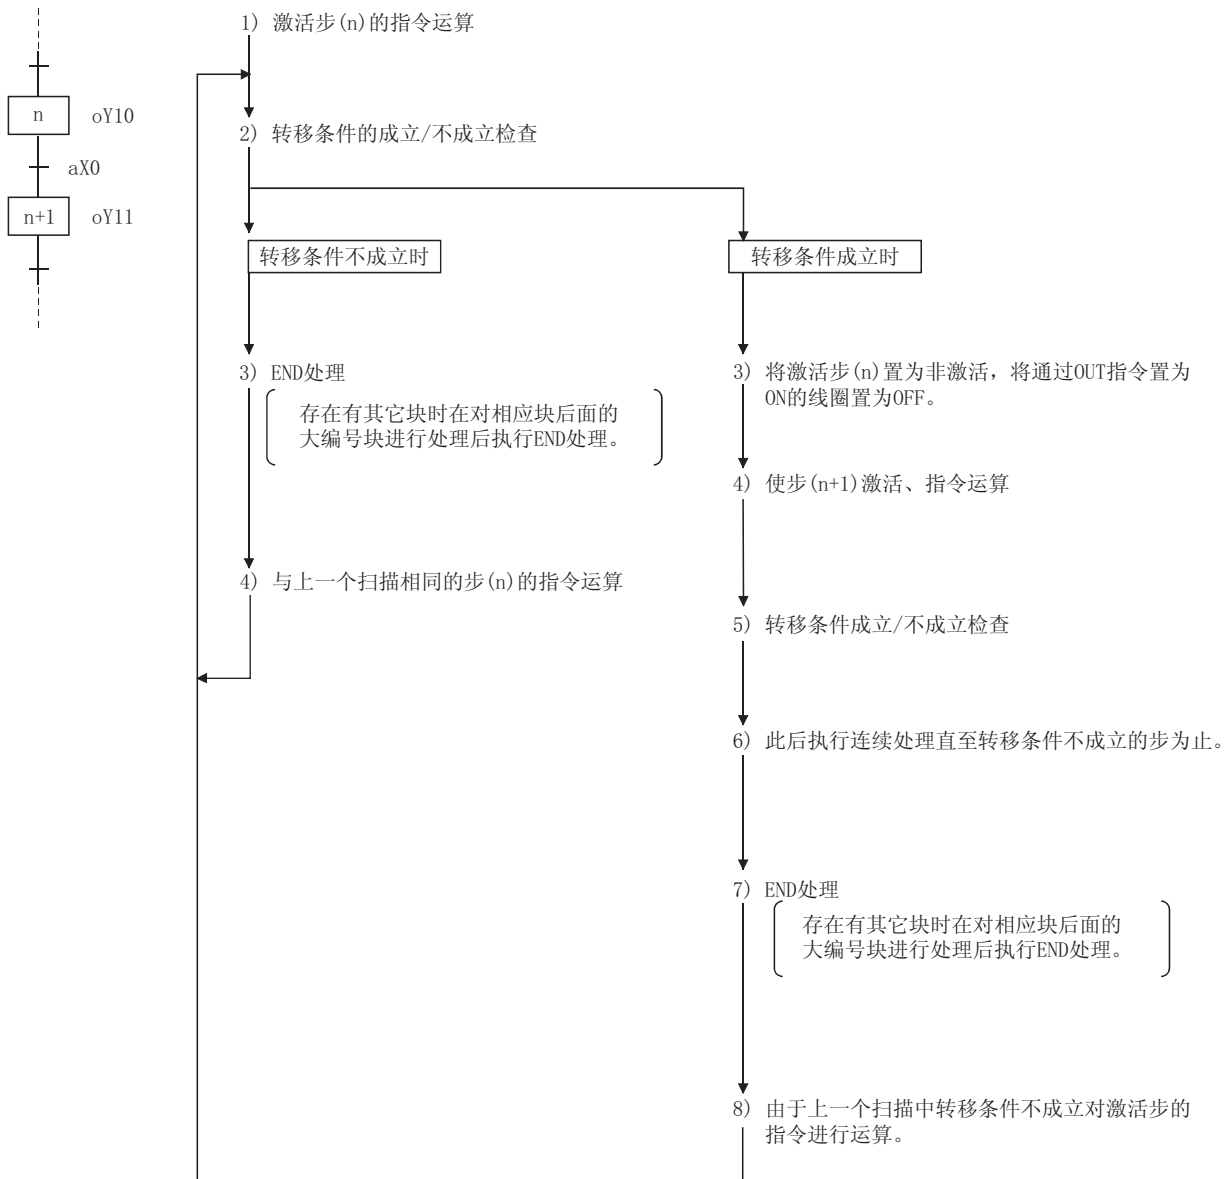 n
oY10
aX0
n+1
oY11
1) 激活步(n)的指令运算
2) 转移条件的成立/不成立检查
转移条件不成立时
3) END处理
存在有其它块时在对相应块后面的
大编号块进行处理后执行END处理。
4) 与上一个扫描相同的步(n)的指令运算
转移条件成立时
3) 将激活步(n)置为非激活，将通过OUT指令置为
ON的线圈置为OFF。
4) 使步(n+1)激活、指令运算
5) 转移条件成立/不成立检查
6) 此后执行连续处理直至转移条件不成立的步为止。
7) END处理
存在有其它块时在对相应块后面的
大编号块进行处理后执行END处理。
8) 由于上一个扫描中转移条件不成立对激活步的
指令进行运算。